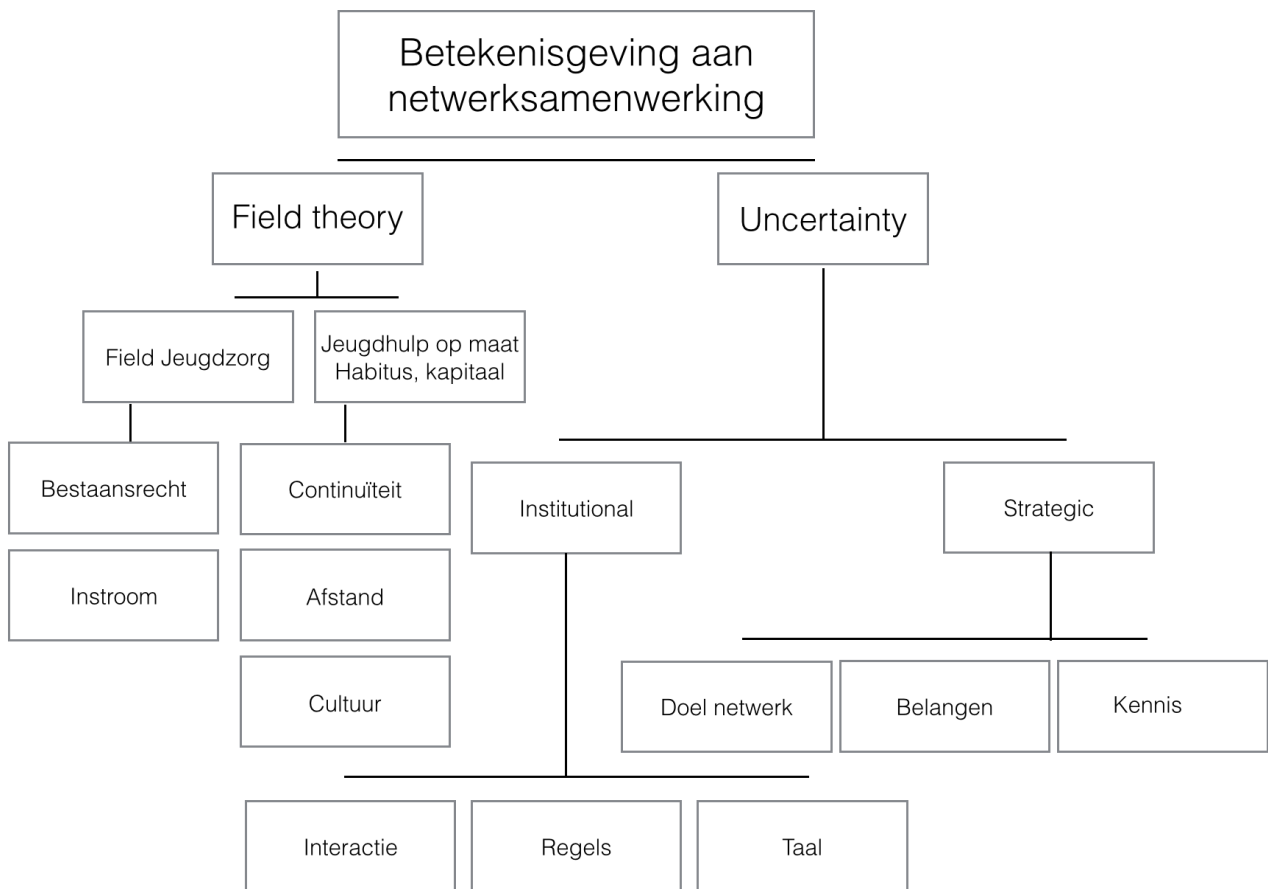 Betekenisgeving aan
netwerksamenwerking
Field theory
Uncertainty
Field Jeugdzorg
Jeugdhulp op maat
Habitus, kapitaal
Bestaansrecht
Continuïteit
Institutional
Strategic
Instroom
Afstand
Cultuur
Doel netwerk
Belangen
Kennis
Interactie
Regels
Taal